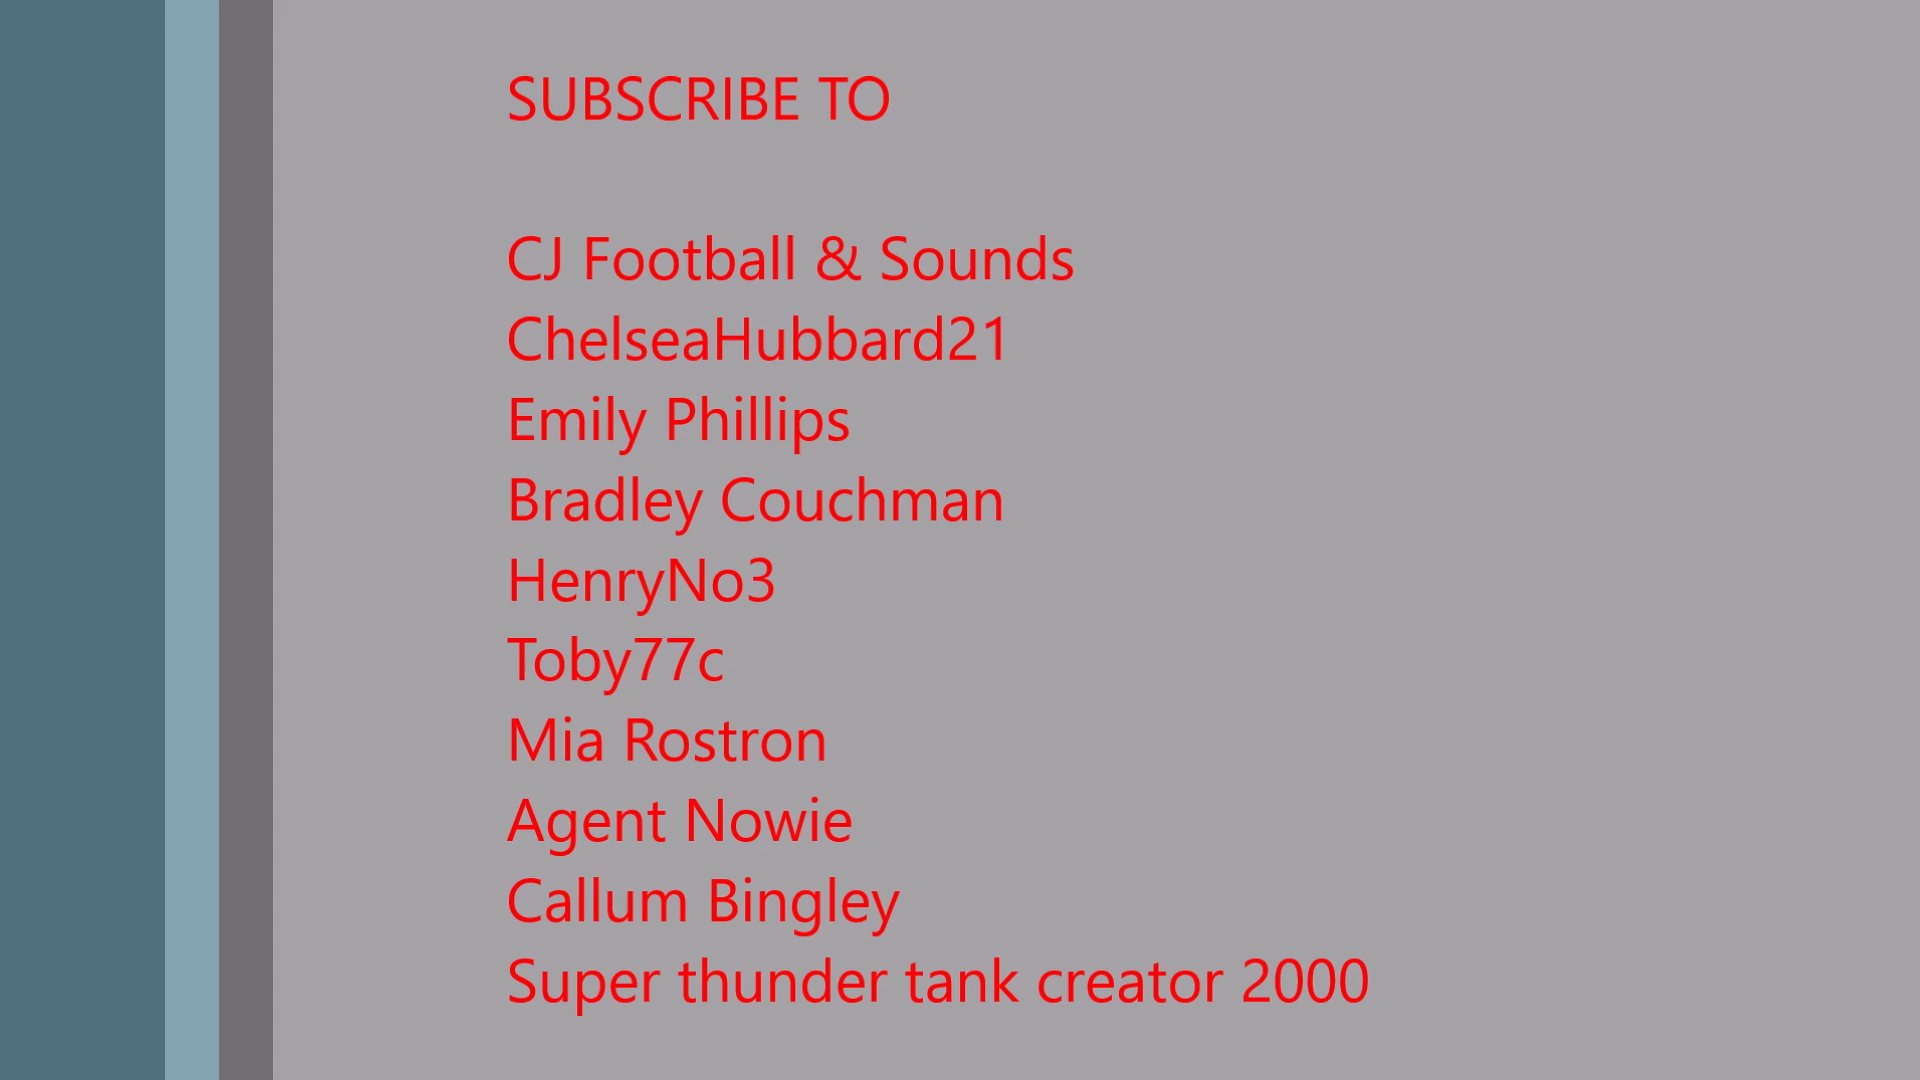 SUBSCRIBE TO
CJ Football & Sounds
ChelseaHubbard21
Emily Phillips
Bradley Couchman
HenryNo3
Toby77c
Mia Rostron
Agent Nowie
Callum Bingley
Super thunder tank creator 2000